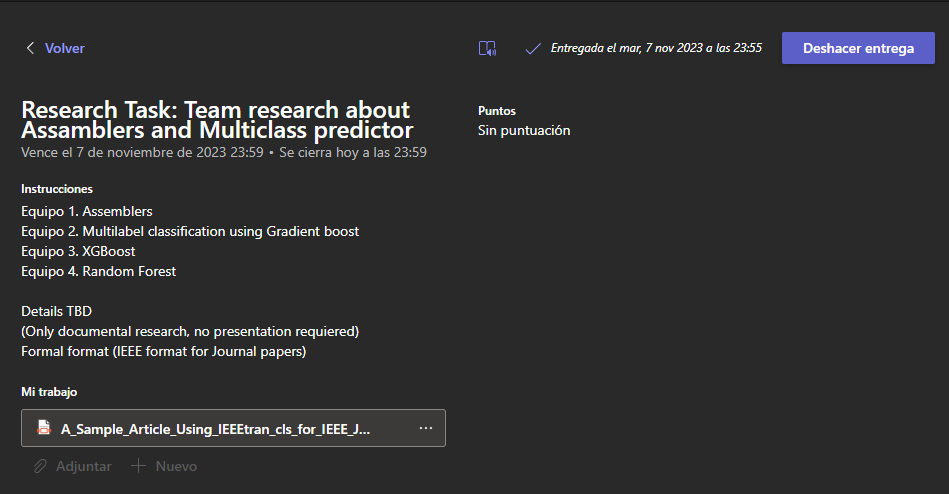 Volver
Entregada el mar, 7 nov 2023 a las 23:55
Deshacer entrega
Research Task: Team research about
Assamblers and Multiclass predictor
Vence el 7 de noviembre de 2023 23:59 • Se cierra hoy a las 23:59
Puntos
Sin puntuación
Instrucciones
Equipo 1. Assemblers
Equipo 2. Multilabel classification using Gradient boost
Equipo 3. XGBoost
Equipo 4. Random Forest
Details TBD
(Only documental research, no presentation requiered)
Formal format (IEEE format for Journal papers)
Mi trabajo
A_Sample_Article_Using_IEEEtran_cls_for_IEEE_J...
Adjuntar
Nuevo